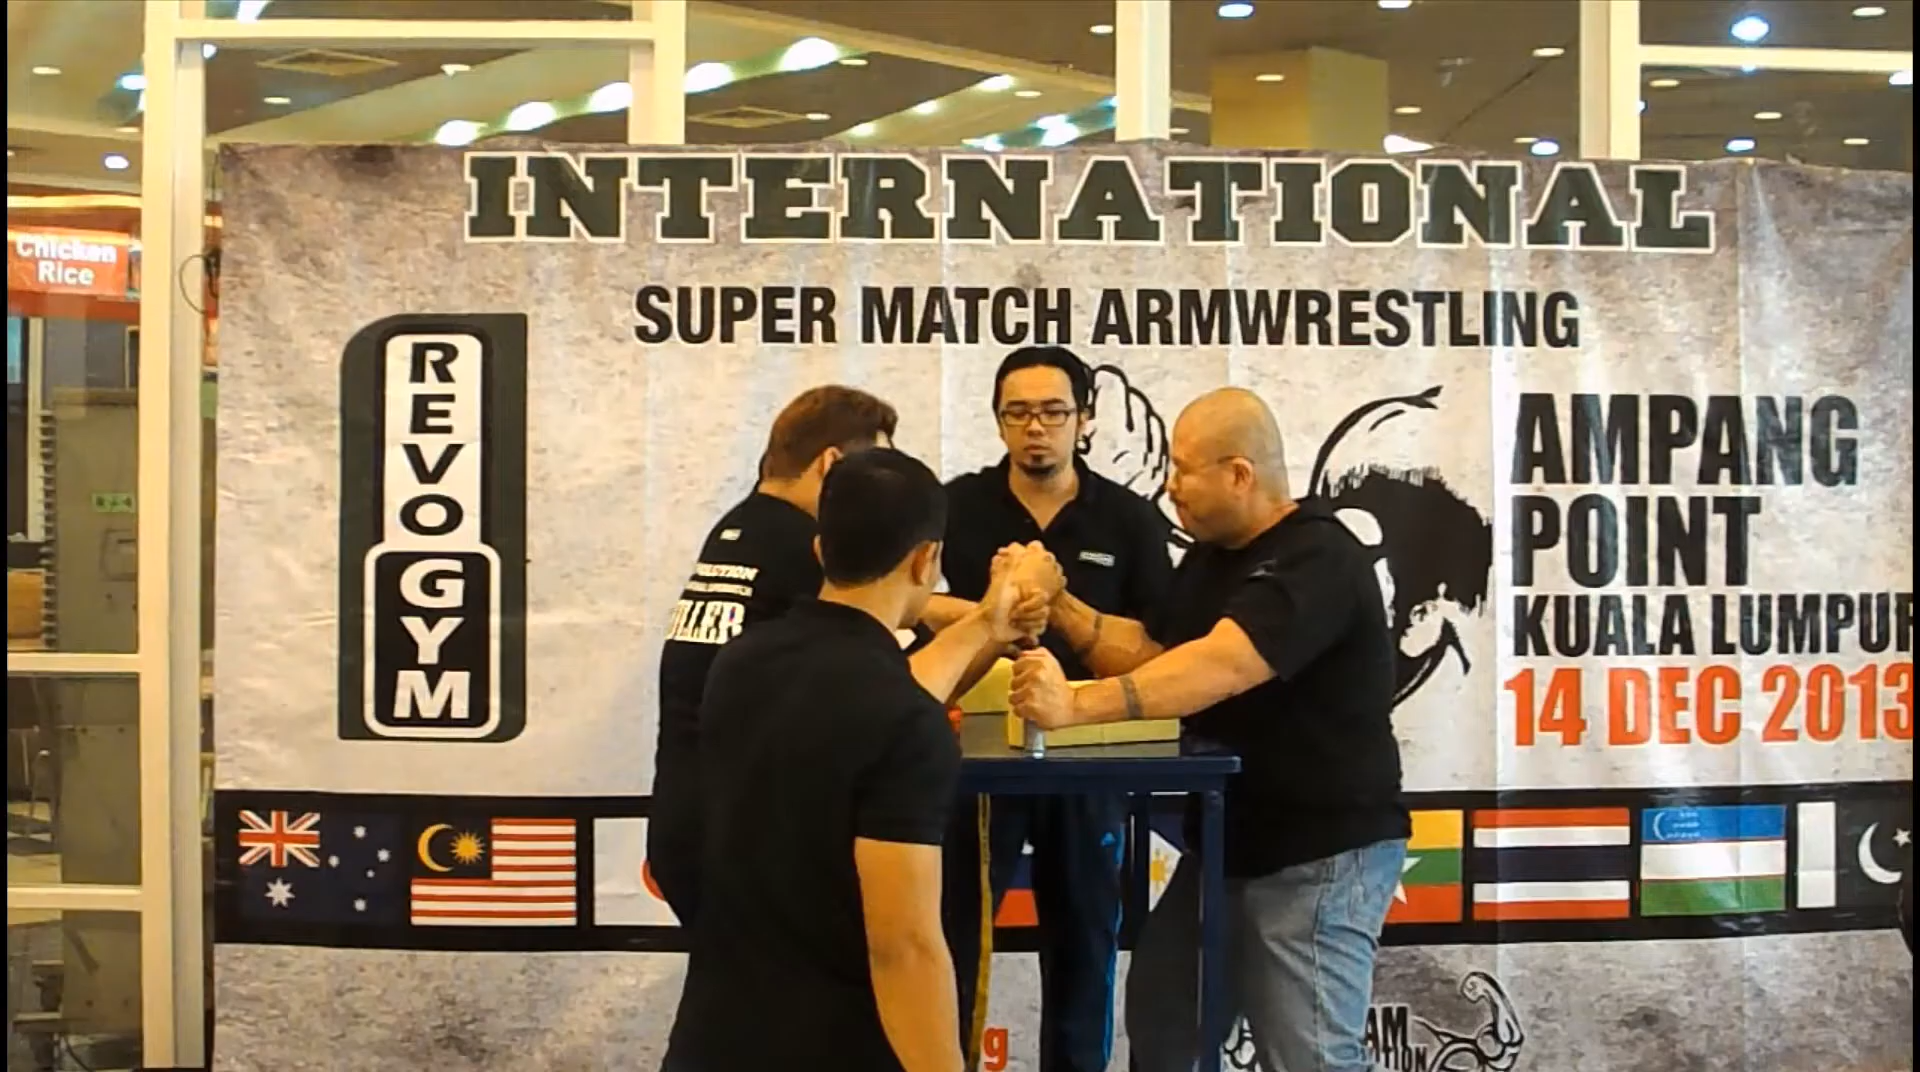 INTERNATIONAL
SUPER MATCH ARMWRESTLING
Chicken
Rice
REVO
GYM
AMPANG
POINT
KUALA LUMPUR
14 DEC 2013